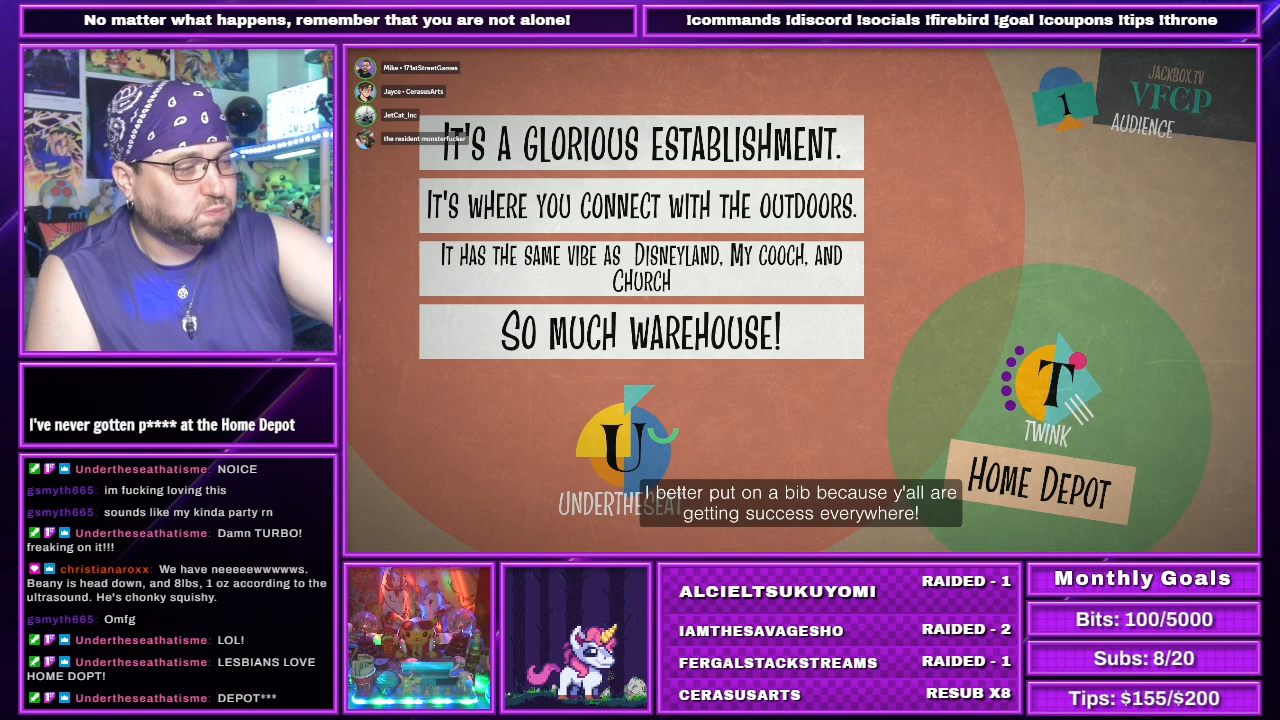 No matter what happens, remember that you are not alone!
!commands !discord !socials !firebird !goal !coupons !tips !throne
Mike • 171stStreetGames
Jayce • CerasusArts
JetCat_Inc
the resident monsterfucker
IT'S A GLORIOUS ESTABLISHMENT.
IT'S WHERE YOU CONNECT WITH THE OUTDOORS.
IT HAS THE SAME VIBE AS DISNEYLAND, MY COOCH, AND
CHURCH
SO MUCH WAREHOUSE!
1
AUDIENCE
JACKBOX.TV
VFCP
U
UNDERTHESEAT
T
TWINK
HOME DEPOT
I better put on a bib because y'all are
getting success everywhere!
I've never gotten p**** at the Home Depot
Undertheseathatisme: NOICE
gsmyth665: im fucking loving this
gsmyth665: sounds like my kinda party rn
Undertheseathatisme: Damn TURBO!
freaking on it!!!
christianaroxx: We have neeeeewwwwws.
Beany is head down, and 8lbs, 1 oz according to the
ultrasound. He's chonky squishy.
gsmyth665: Omfg
Undertheseathatisme: LOL!
Undertheseathatisme: LESBIANS LOVE
HOME DOPT!
Undertheseathatisme: DEPOT***
ALCIELTSUKUYOMI RAIDED - 1
IAMTHESAVAGESHO RAIDED - 2
FERGALSTACKSTREAMS RAIDED - 1
CERASUSARTS RESUB X8
Monthly Goals
Bits: 100/5000
Subs: 8/20
Tips: $155/$200